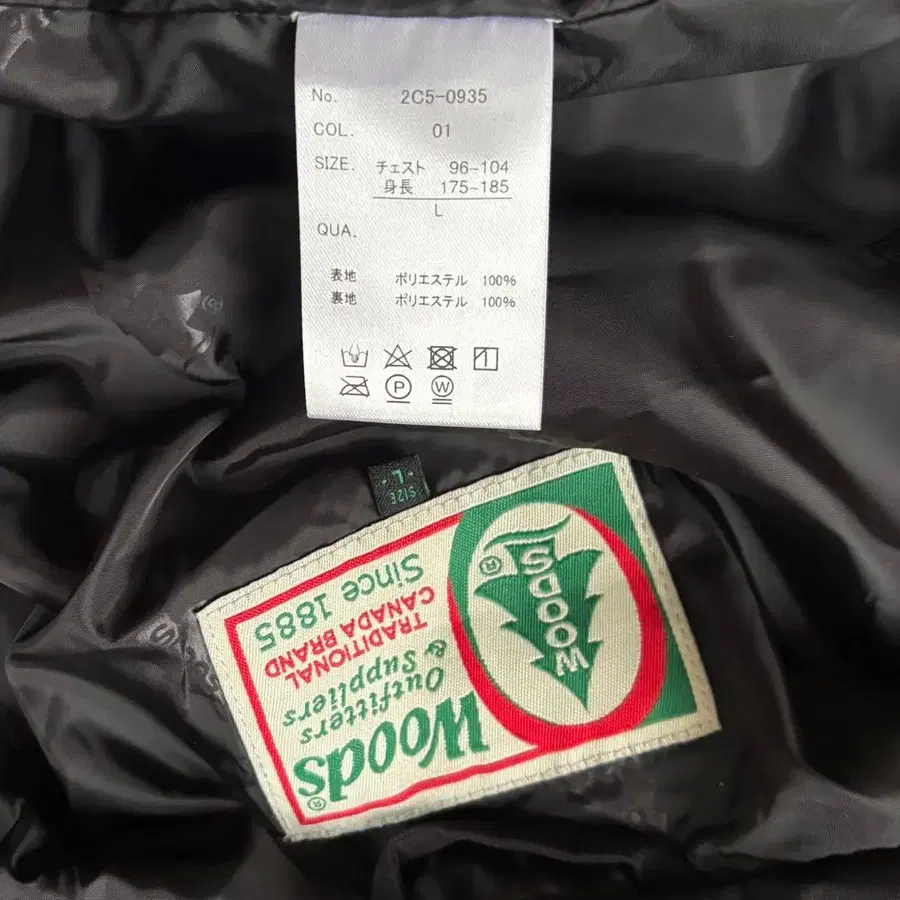 No. 2C5-0935
COL. 01
SIZE. チェスト 96~104
身長 175~185
L
QUA.
表地 ポリエステル 100%
裏地 ポリエステル 100%
P W
SIZE
・L・
WOODS
®
Woods®
Outfitters
& Suppliers
TRADITIONAL
CANADA BRAND
Since 1885